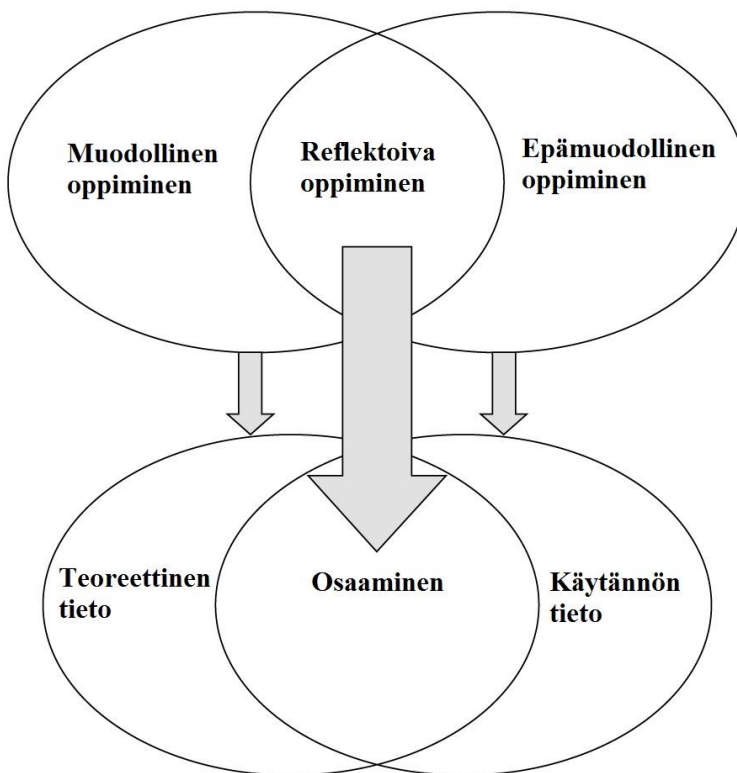 Muodollinen
oppiminen
Reflektoiva
oppiminen
Epämuodollinen
oppiminen
Teoreettinen
tieto
Osaaminen
Käytännön
tieto